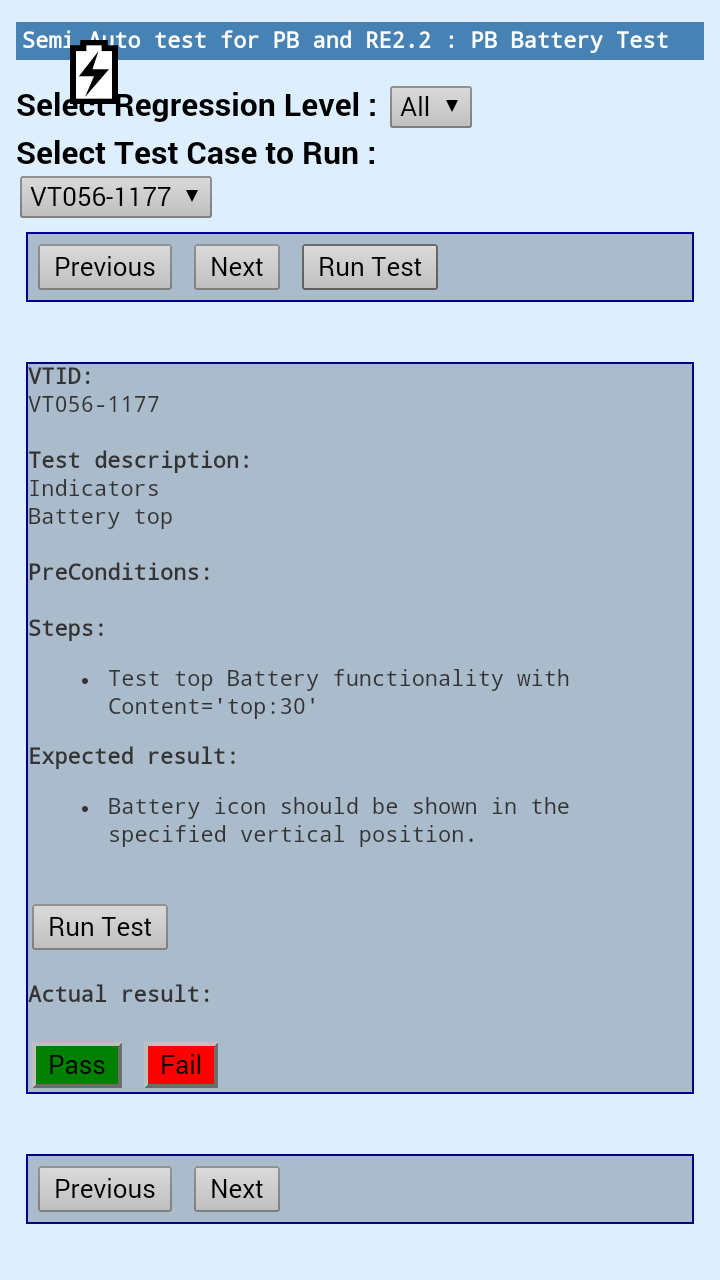 Semi Auto test for PB and RE2.2 : PB Battery Test
Select Regression Level : All ▼
Select Test Case to Run :
VT056-1177 ▼
Previous Next Run Test
VTID:
VT056-1177
Test description:
Indicators
Battery top
PreConditions:
Steps:
• Test top Battery functionality with
Content='top:30'
Expected result:
• Battery icon should be shown in the
specified vertical position.
Run Test
Actual result:
Pass Fail
Previous Next